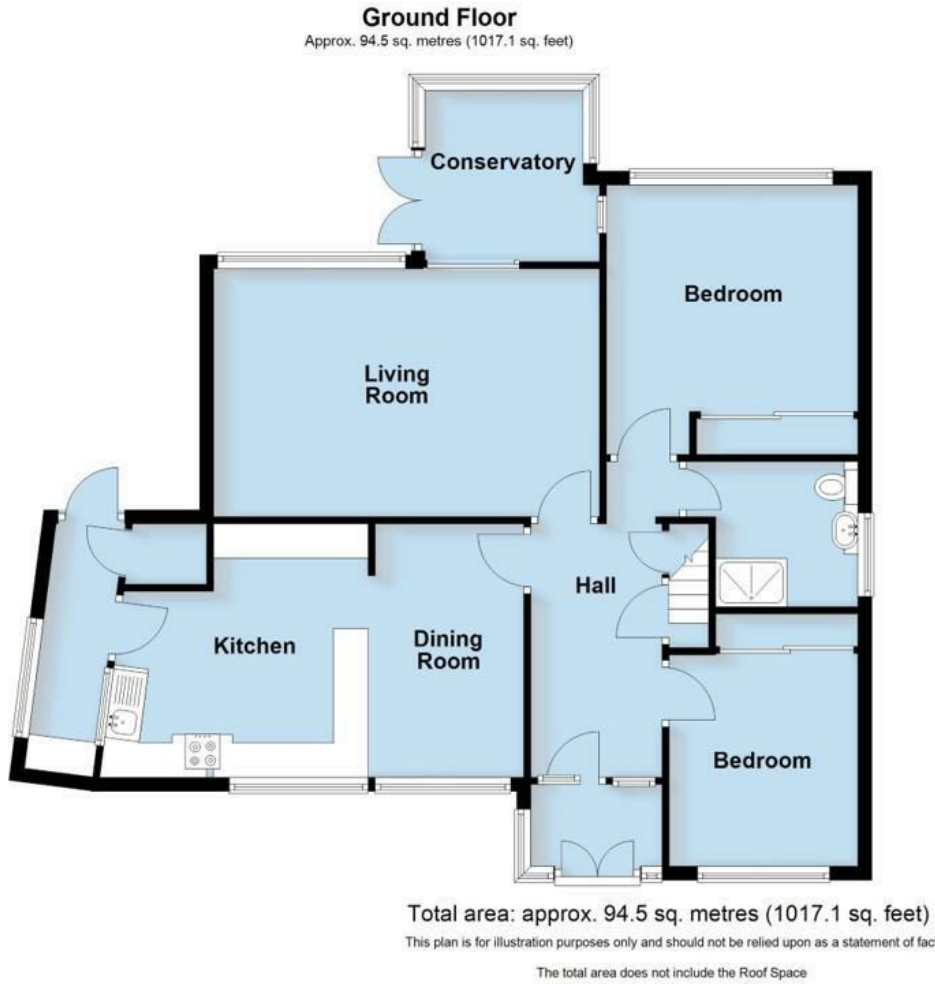 Ground Floor
Approx. 94.5 sq. metres (1017.1 sq. feet)
Conservatory
Bedroom
Living
Room
Hall
Kitchen
Dining
Room
Bedroom
Total area: approx. 94.5 sq. metres (1017.1 sq. feet)
This plan is for illustration purposes only and should not be relied upon as a statement of fac
The total area does not include the Roof Space